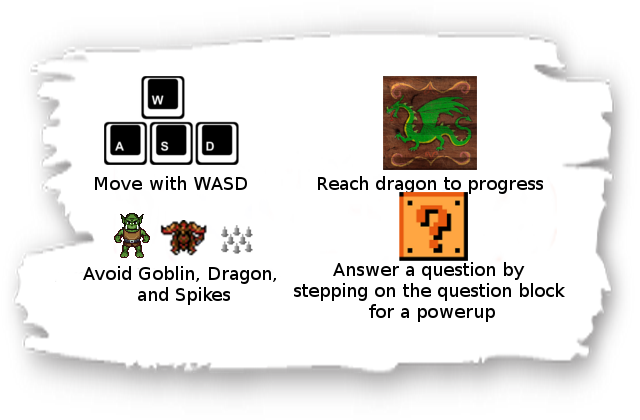 W
A S D
Move with WASD
Reach dragon to progress
Avoid Goblin, Dragon,
and Spikes
?
Answer a question by
stepping on the question block
for a powerup